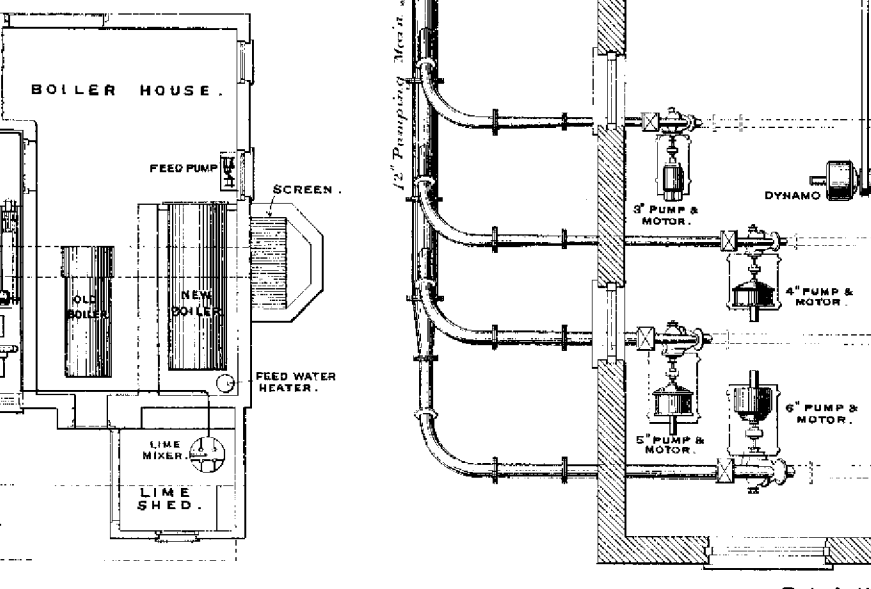 BOILER HOUSE.
FEED PUMP
SCREEN.
OLD
BOILER
NEW
BOILER
FEED WATER
HEATER.
LIME
MIXER.
LIME
SHED.
12" Pumping Main
3" PUMP &
MOTOR.
DYNAMO
4" PUMP &
MOTOR
5" PUMP &
MOTOR.
6" PUMP &
MOTOR.